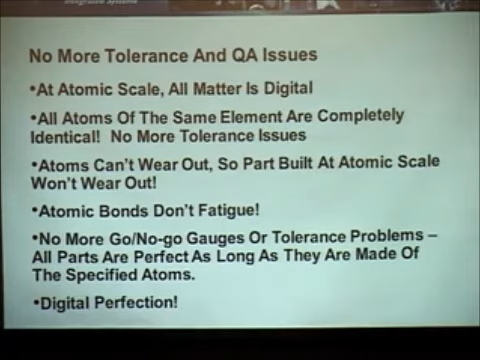 Integrated Systems
No More Tolerance And QA Issues
•At Atomic Scale, All Matter Is Digital
•All Atoms Of The Same Element Are Completely
Identical!  No More Tolerance Issues
•Atoms Can't Wear Out, So Part Built At Atomic Scale
Won't Wear Out!
•Atomic Bonds Don't Fatigue!
•No More Go/No-go Gauges Or Tolerance Problems –
All Parts Are Perfect As Long As They Are Made Of
The Specified Atoms.
•Digital Perfection!